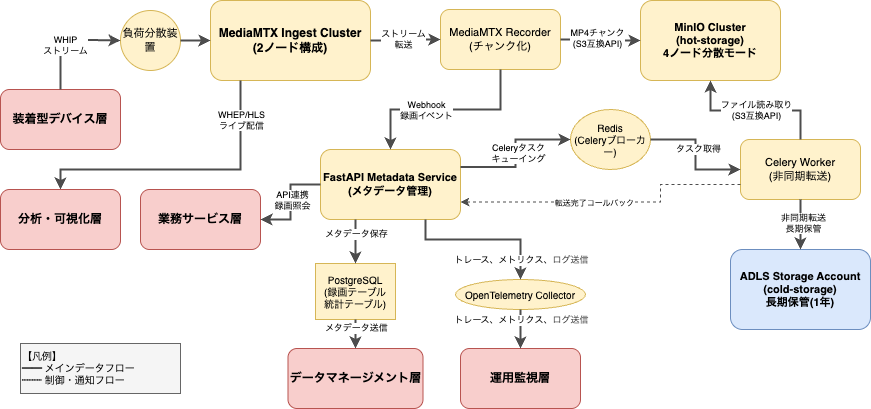 WHIP
ストリーム
負荷分散装
置
MediaMTX Ingest Cluster
(2ノード構成)
ストリーム
転送
MediaMTX Recorder
(チャンク化)
MP4チャンク
(S3互換API)
MinIO Cluster
(hot-storage)
4ノード分散モード
装着型デバイス層
WHEP/HLS
ライブ配信
Webhook
録画イベント
ファイル読み取り
(S3互換API)
Redis
(Celeryブローカ
ー)
Celeryタスク
キューイング
タスク取得
Celery Worker
(非同期転送)
FastAPI Metadata Service
(メタデータ管理)
API連携
録画照会
分析・可視化層
業務サービス層
転送完了コールバック
非同期転送
長期保管
メタデータ保存
トレース、メトリクス、ログ送信
PostgreSQL
(録画テーブル
統計テーブル)
OpenTelemetry Collector
ADLS Storage Account
(cold-storage)
長期保管(1年)
メタデータ送信
トレース、メトリクス、ログ送信
データマネージメント層
運用監視層
【凡例】
メインデータフロー
制御・通知フロー